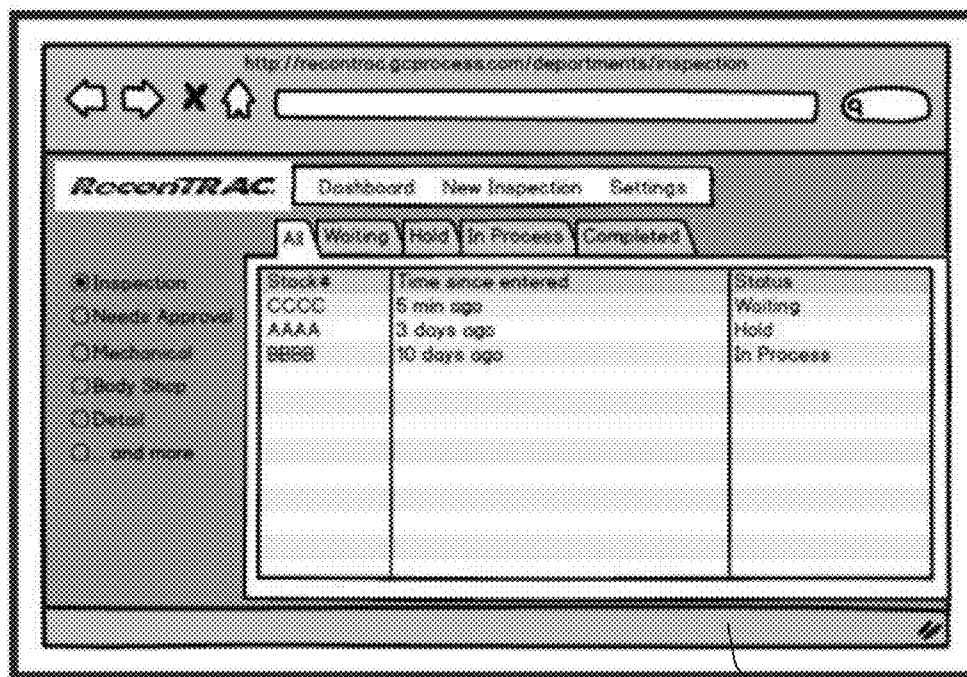 http://recontrac.gcprocess.com/departments/inspection
ReconTRAC
Dashboard New Inspection Settings
All Waiting Hold In Process Completed
Inspection
Needs Approval
Mechanical
Body Shop
Detail
...and more
Stock# Time since entered Status
CCCC 5 min ago Waiting
AAAA 3 days ago Hold
BBBB 10 days ago In Process